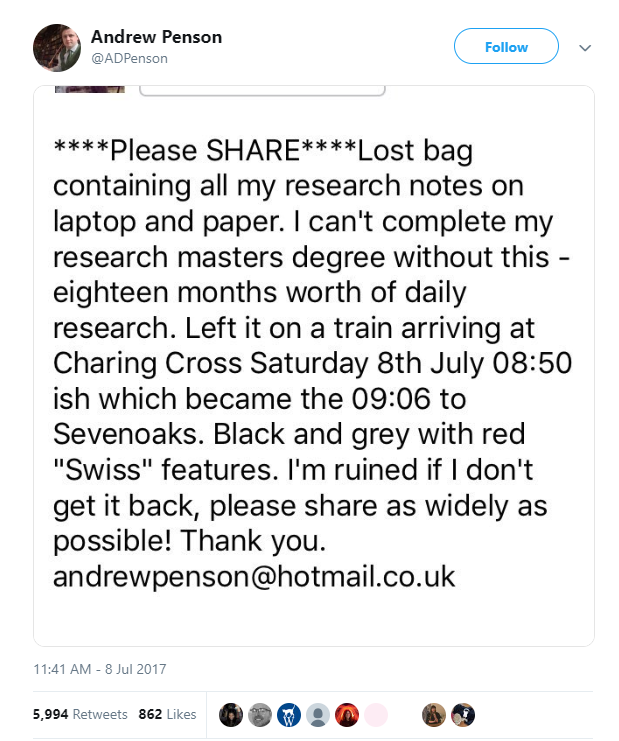 Andrew Penson
@ADPenson
Follow
****Please SHARE****Lost bag
containing all my research notes on
laptop and paper. I can't complete my
research masters degree without this -
eighteen months worth of daily
research. Left it on a train arriving at
Charing Cross Saturday 8th July 08:50
ish which became the 09:06 to
Sevenoaks. Black and grey with red
"Swiss" features. I'm ruined if I don't
get it back, please share as widely as
possible! Thank you.
andrewpenson@hotmail.co.uk
11:41 AM - 8 Jul 2017
5,994 Retweets 862 Likes